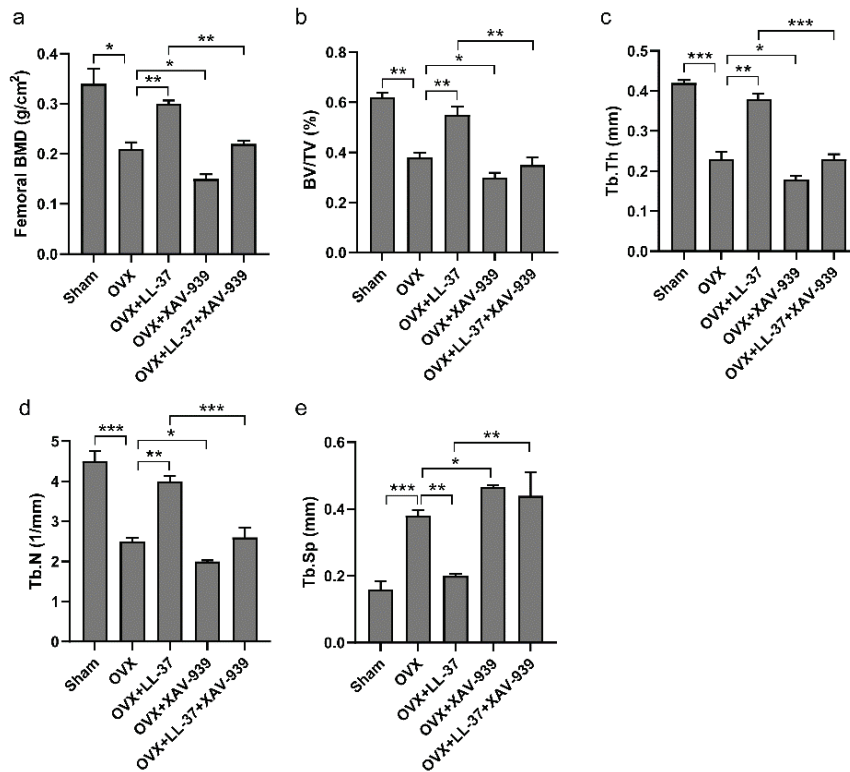 a
Femoral BMD (g/cm²)
0.4
0.3
0.2
0.1
0.0
*
**
*
**
Sham
OVX
OVX+LL-37
OVX+XAV-939
OVX+LL-37+XAV-939
b
BV/TV (%)
0.8
0.6
0.4
0.2
0.0
**
**
*
**
Sham
OVX
OVX+LL-37
OVX+XAV-939
OVX+LL-37+XAV-939
c
Tb.Th (mm)
0.5
0.4
0.3
0.2
0.1
0.0
***
**
*
***
Sham
OVX
OVX+LL-37
OVX+XAV-939
OVX+LL-37+XAV-939
d
Tb.N (1/mm)
5
4
3
2
1
0
***
**
*
***
Sham
OVX
OVX+LL-37
OVX+XAV-939
OVX+LL-37+XAV-939
e
Tb.Sp (mm)
0.6
0.4
0.2
0.0
***
**
*
**
Sham
OVX
OVX+LL-37
OVX+XAV-939
OVX+LL-37+XAV-939